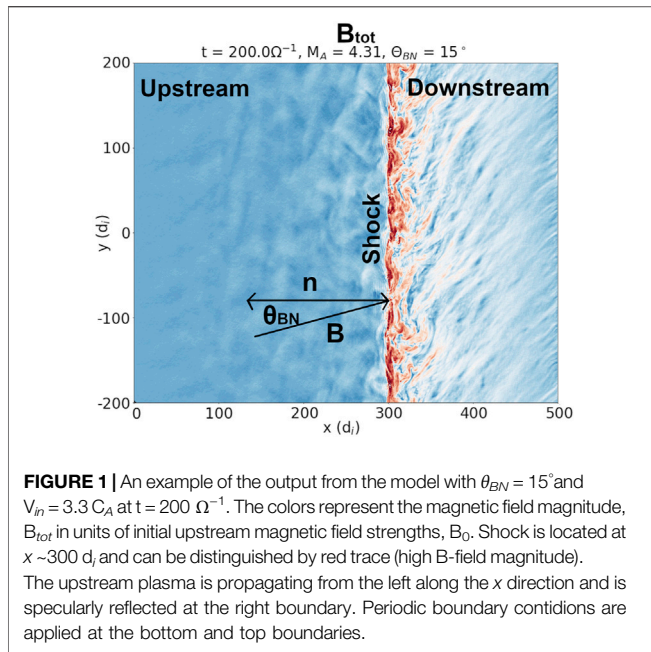 B_tot
t = 200.0Ω⁻¹, M_A = 4.31, Θ_BN = 15°
Upstream
Downstream
Shock
n
θ_BN
B
200
100
0
-100
-200
y (d_i)
0 100 200 300 400 500
x (d_i)
FIGURE 1 | An example of the output from the model with θ_BN = 15°and
V_in = 3.3 C_A at t = 200 Ω⁻¹. The colors represent the magnetic field magnitude,
B_tot in units of initial upstream magnetic field strengths, B₀. Shock is located at
x ~300 d_i and can be distinguished by red trace (high B-field magnitude).
The upstream plasma is propagating from the left along the x direction and is
specularly reflected at the right boundary. Periodic boundary contidions are
applied at the bottom and top boundaries.